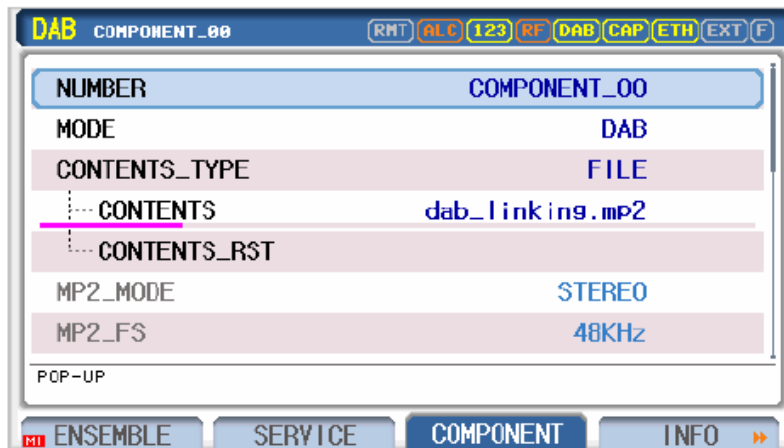 DAB COMPONENT_00 RMT ALC 123 RF DAB CAP ETH EXT F
NUMBER COMPONENT_00
MODE DAB
CONTENTS_TYPE FILE
CONTENTS dab_linking.mp2
CONTENTS_RST
MP2_MODE STEREO
MP2_FS 48KHz
POP-UP
MI ENSEMBLE SERVICE COMPONENT INFO